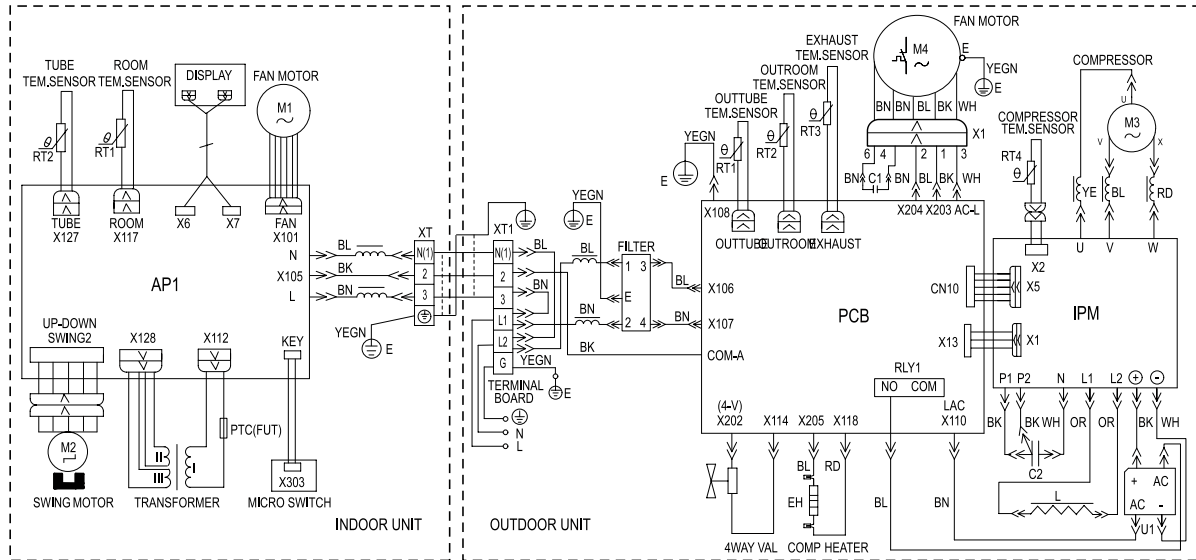 TUBE
TEM.SENSOR
θ
RT2
TUBE
X127
ROOM
TEM.SENSOR
θ
RT1
ROOM
X117
DISPLAY
X6
X7
FAN MOTOR
M1
FAN
X101
AP1
N
X105
L
BL
BK
BN
XT
N(1)
2
3
YEGN
E
UP-DOWN
SWING2
M2
SWING MOTOR
X128
X112
PTC(FUT)
II
III
I
TRANSFORMER
KEY
X303
MICRO SWITCH
INDOOR UNIT
OUTDOOR UNIT
XT1
N(1)
2
3
L1
L2
G
BL
BN
YEGN
E
TERMINAL
BOARD
N
L
E
BL
BN
BK
FILTER
1 3
E
2 4
BL
BN
YEGN
E
X108
OUTTUBE
TEM.SENSOR
θ
RT1
OUTTUBE
OUTROOM
TEM.SENSOR
θ
RT2
OUTROOM
EXHAUST
TEM.SENSOR
θ
RT3
EXHAUST
FAN MOTOR
M4
E
YEGN
E
BN BN BL BK WH
X1
6 4 2 1 3
BN C1 BN BL BK WH
X204 X203 AC-L
X106
X107
COM-A
PCB
RLY1
NO COM
(4-V)
X202
X114
X205
X118
LAC
X110
BL
RD
EH
4WAY VAL
COMP HEATER
BL
BN
COMPRESSOR
U
M3
V
X
COMPRESSOR
TEM.SENSOR
RT4
θ
X2
YE BL RD
U V W
CN10
X5
X13
X1
IPM
P1 P2 N L1 L2 + -
BK BK WH OR OR BK WH
C2
L
+ AC
AC -
U1